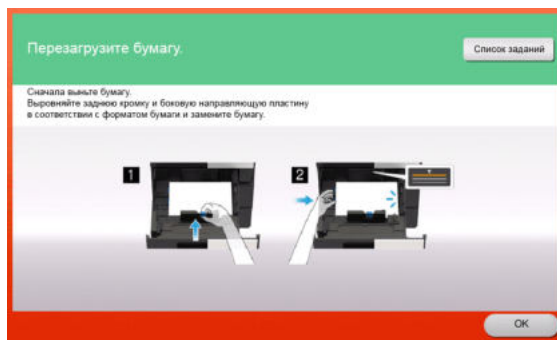 Перезагрузите бумагу.
Список заданий
Сначала выньте бумагу.
Выровняйте заднюю кромку и боковую направляющую пластину
в соответствии с форматом бумаги и замените бумагу.
1
2
OK